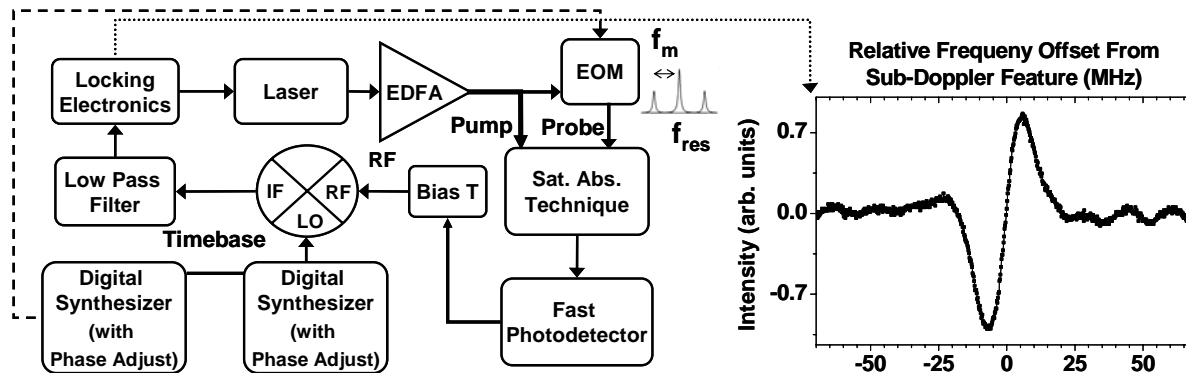 Locking
Electronics
Laser
EDFA
EOM
fm
fres
Pump
Probe
Low Pass
Filter
IF
RF
LO
RF
Bias T
Sat. Abs.
Technique
Timebase
Digital
Synthesizer
(with
Phase Adjust)
Digital
Synthesizer
(with
Phase Adjust)
Fast
Photodetector
Relative Frequeny Offset From
Sub-Doppler Feature (MHz)
Intensity (arb. units)
0.7
0.0
-0.7
-50
-25
0
25
50